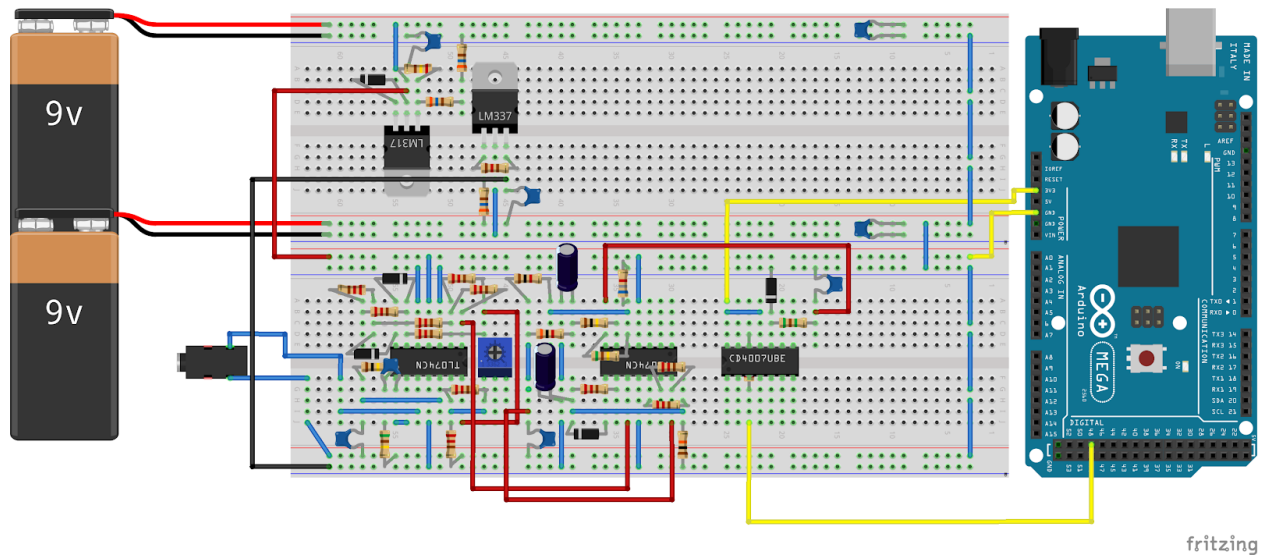 9v
9v
LM317
LM337
TL074CN
TL074CN
CD4007UBE
MADE IN
ITALY
AREF
GND
13
12
11
10
9
8
7
6
5
4
3
2
TX0 1
RX0 0
TX3 14
RX3 15
TX2 16
RX2 17
TX1 18
RX1 19
SDA 20
SCL 21
PWM
COMMUNICATION
RX
TX
L
ON
IOREF
RESET
3V3
5V
GND
GND
VIN
POWER
A0
A1
A2
A3
A4
A5
A7
A8
A9
A10
A11
A12
A13
A14
A15
ANALOG IN
Arduino
MEGA
DIGITAL
GND
fritzing